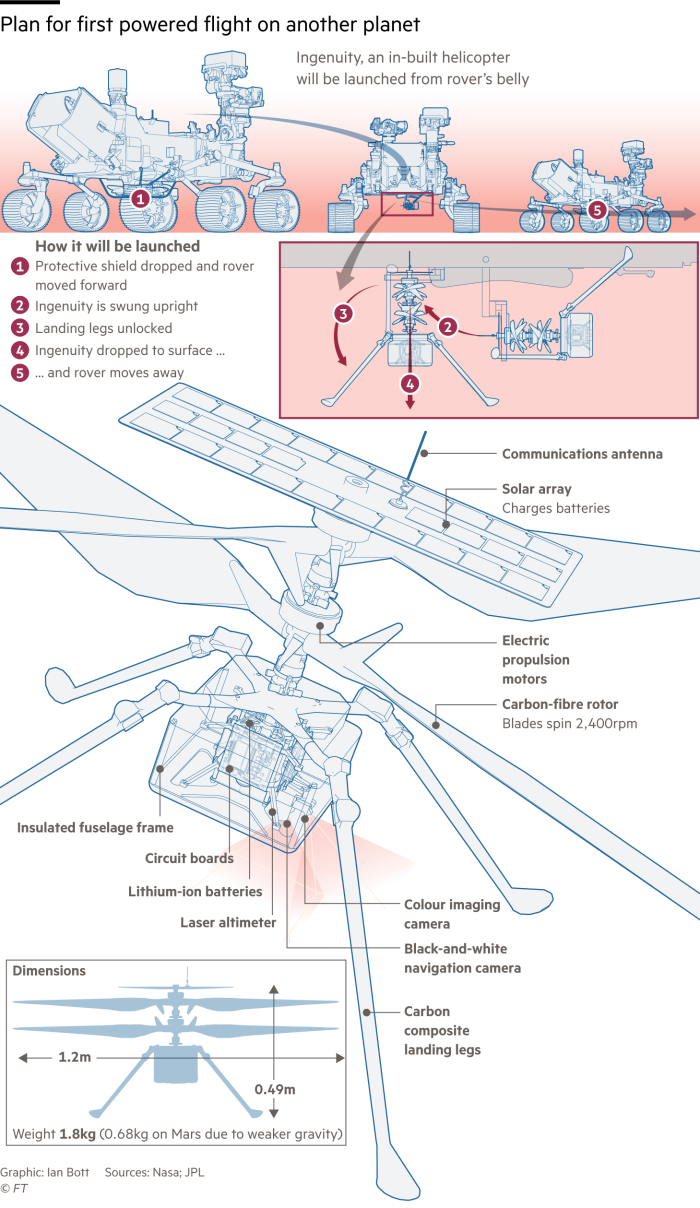 Plan for first powered flight on another planet
Ingenuity, an in-built helicopter
will be launched from rover's belly
1
5
How it will be launched
1 Protective shield dropped and rover
moved forward
2 Ingenuity is swung upright
3 Landing legs unlocked
4 Ingenuity dropped to surface ...
5 ... and rover moves away
3
2
4
Communications antenna
Solar array
Charges batteries
Electric
propulsion
motors
Carbon-fibre rotor
Blades spin 2,400rpm
Insulated fuselage frame
Circuit boards
Lithium-ion batteries
Laser altimeter
Colour imaging
camera
Black-and-white
navigation camera
Carbon
composite
landing legs
Dimensions
1.2m
0.49m
Weight 1.8kg (0.68kg on Mars due to weaker gravity)
Graphic: Ian Bott Sources: Nasa; JPL
© FT